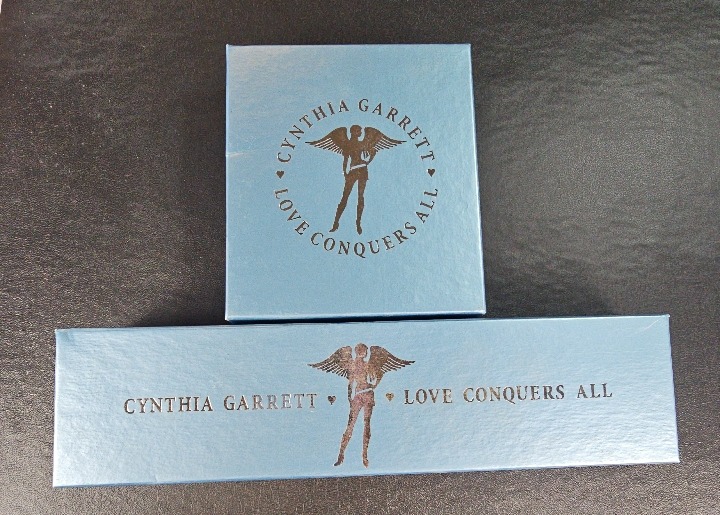 CYNTHIA GARRETT
♥ LOVE CONQUERS ALL ♥
CYNTHIA GARRETT ♥ ♥ LOVE CONQUERS ALL